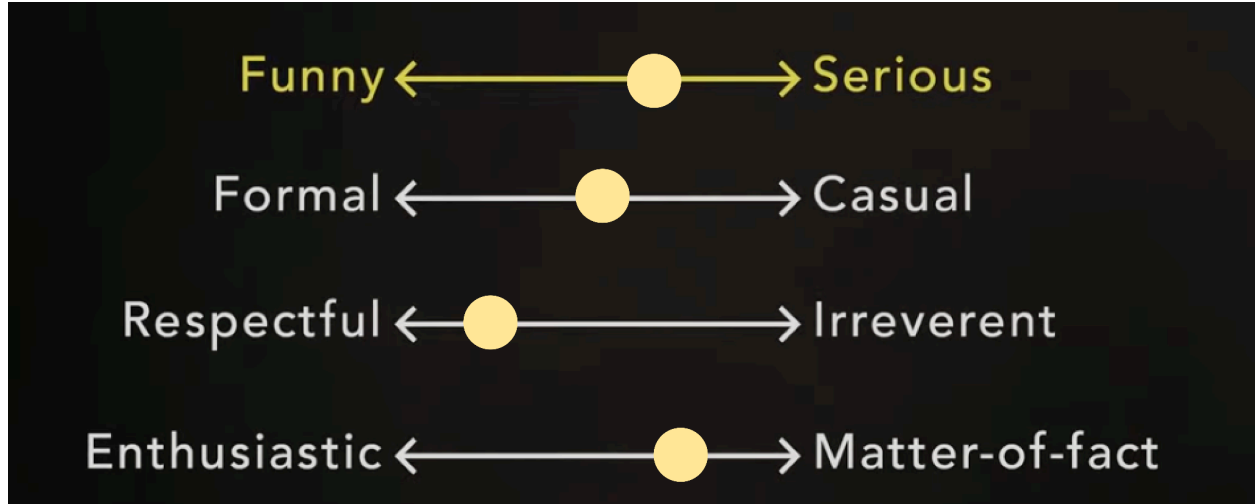 Funny Serious
Formal Casual
Respectful Irreverent
Enthusiastic Matter-of-fact